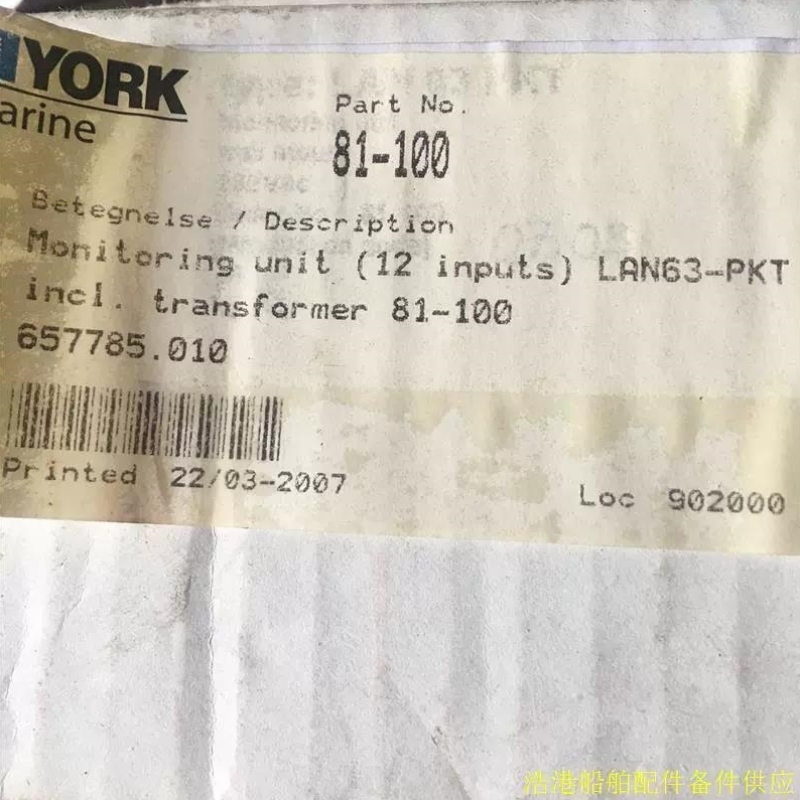 YORK
arine
Part No.
81-100
Betegnelse / Description
Monitoring unit (12 inputs) LAN63-PKT
incl. transformer 81-100
657785.010
Printed 22/03-2007
Loc 902000
浩港船舶配件备件供应